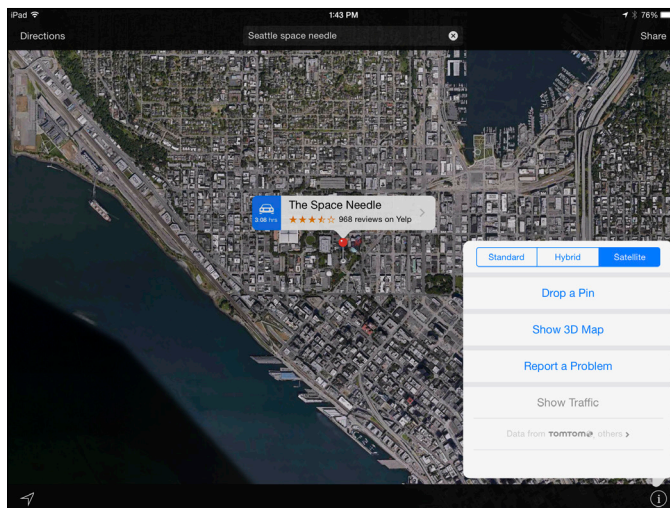 iPad 1:43 PM 76%
Directions Seattle space needle Share
The Space Needle
3:08 hrs 968 reviews on Yelp
Standard Hybrid Satellite
Drop a Pin
Show 3D Map
Report a Problem
Show Traffic
Data from TOMTOM, others >